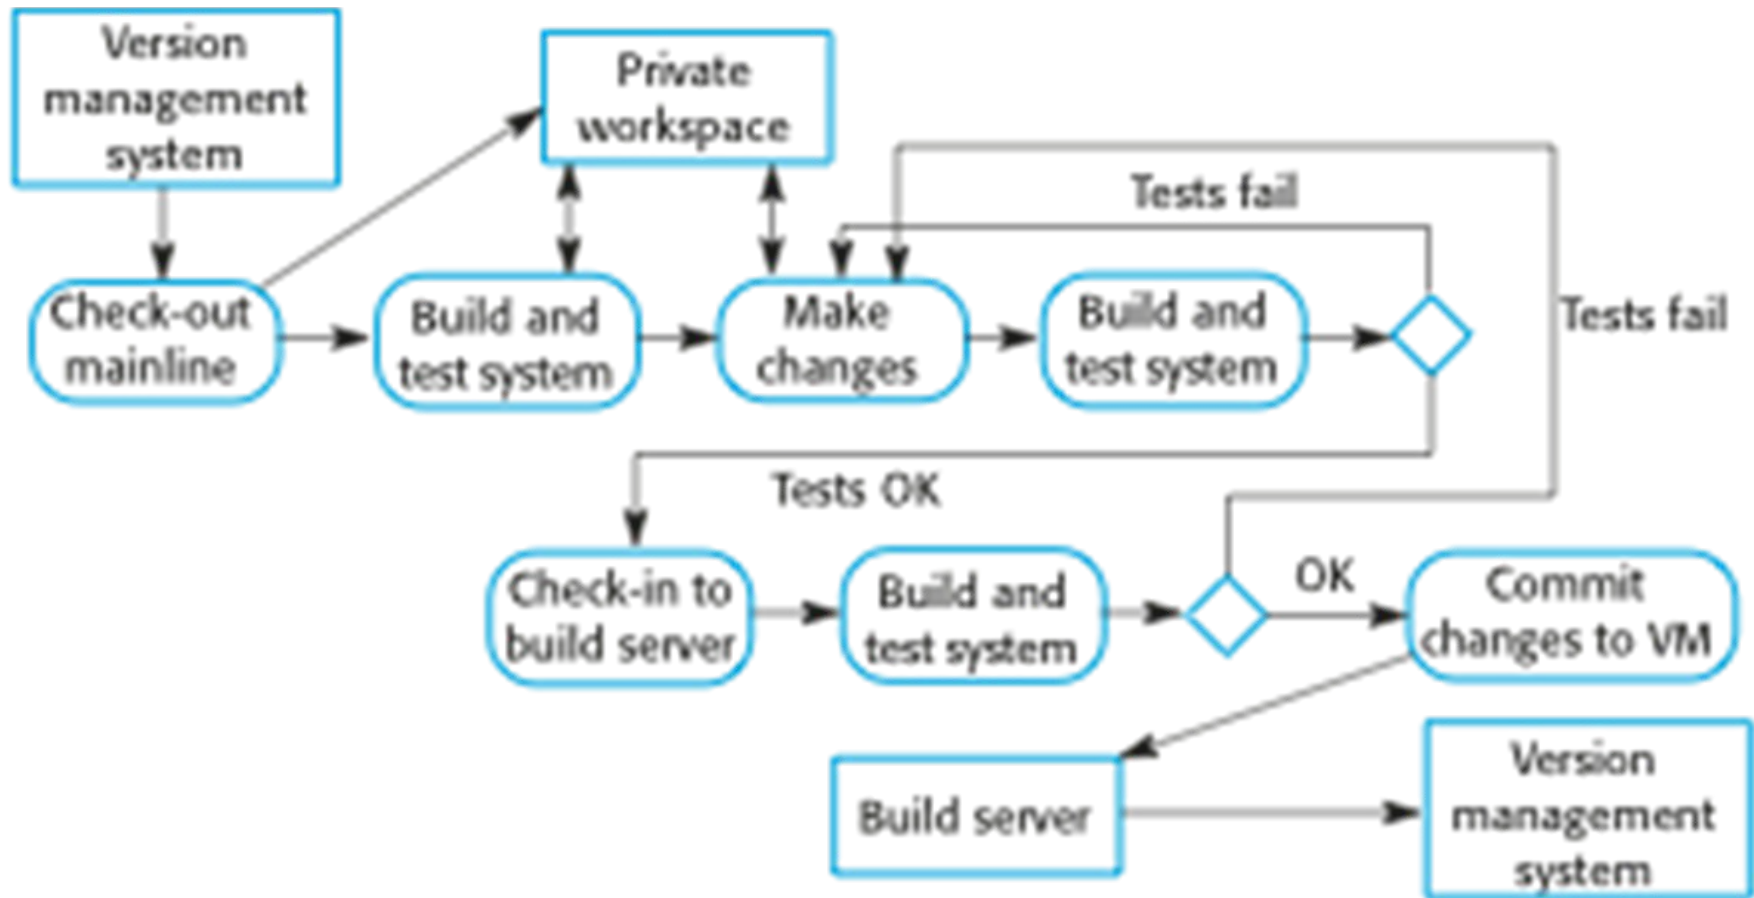 Version
management
system
Private
workspace
Tests fail
Check-out
mainline
Build and
test system
Make
changes
Build and
test system
Tests fail
Tests OK
Check-in to
build server
Build and
test system
OK
Commit
changes to VM
Build server
Version
management
system